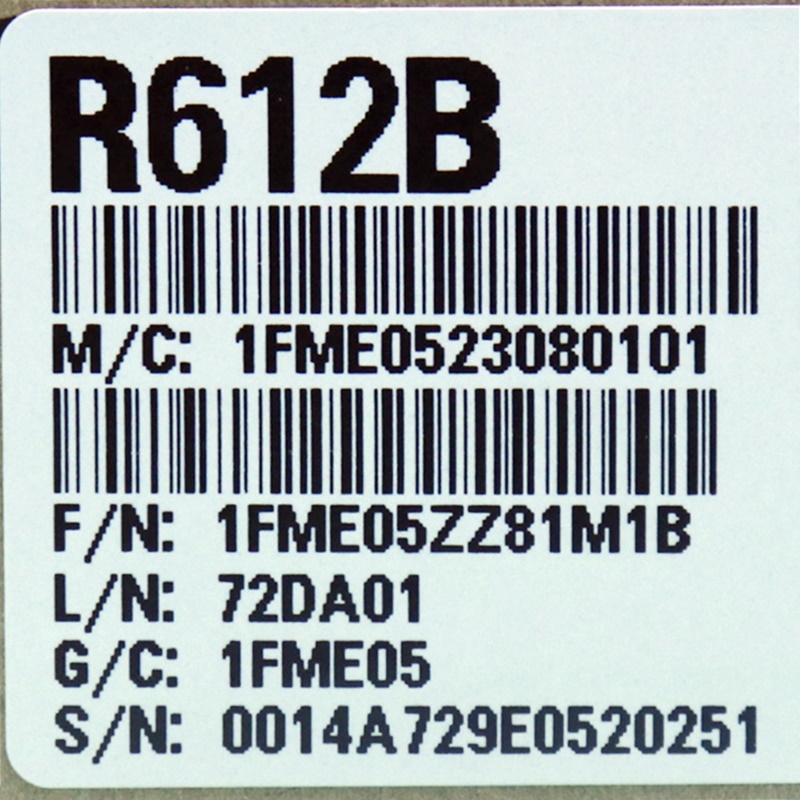 R612B
M/C: 1FME0523080101
F/N: 1FME05ZZ81M1B
L/N: 72DA01
G/C: 1FME05
S/N: 0014A729E0520251